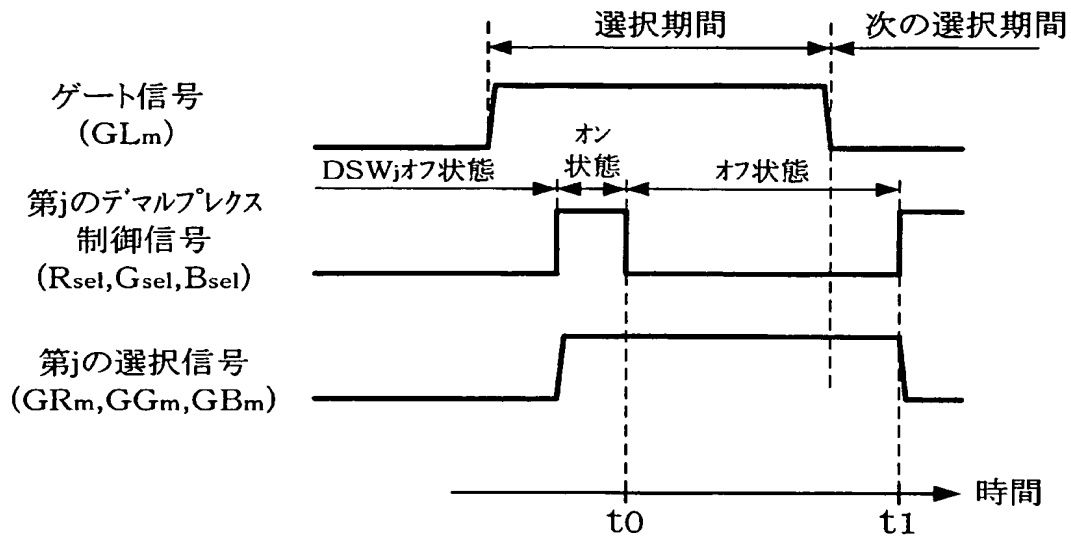 選択期間
次の選択期間
ゲート信号
(GLm)
DSWjオフ状態
オン
状態
オフ状態
第jのデマルプレクス
制御信号
(Rsel,Gsel,Bsel)
第jの選択信号
(GRm,GGm,GBm)
時間
t0
t1